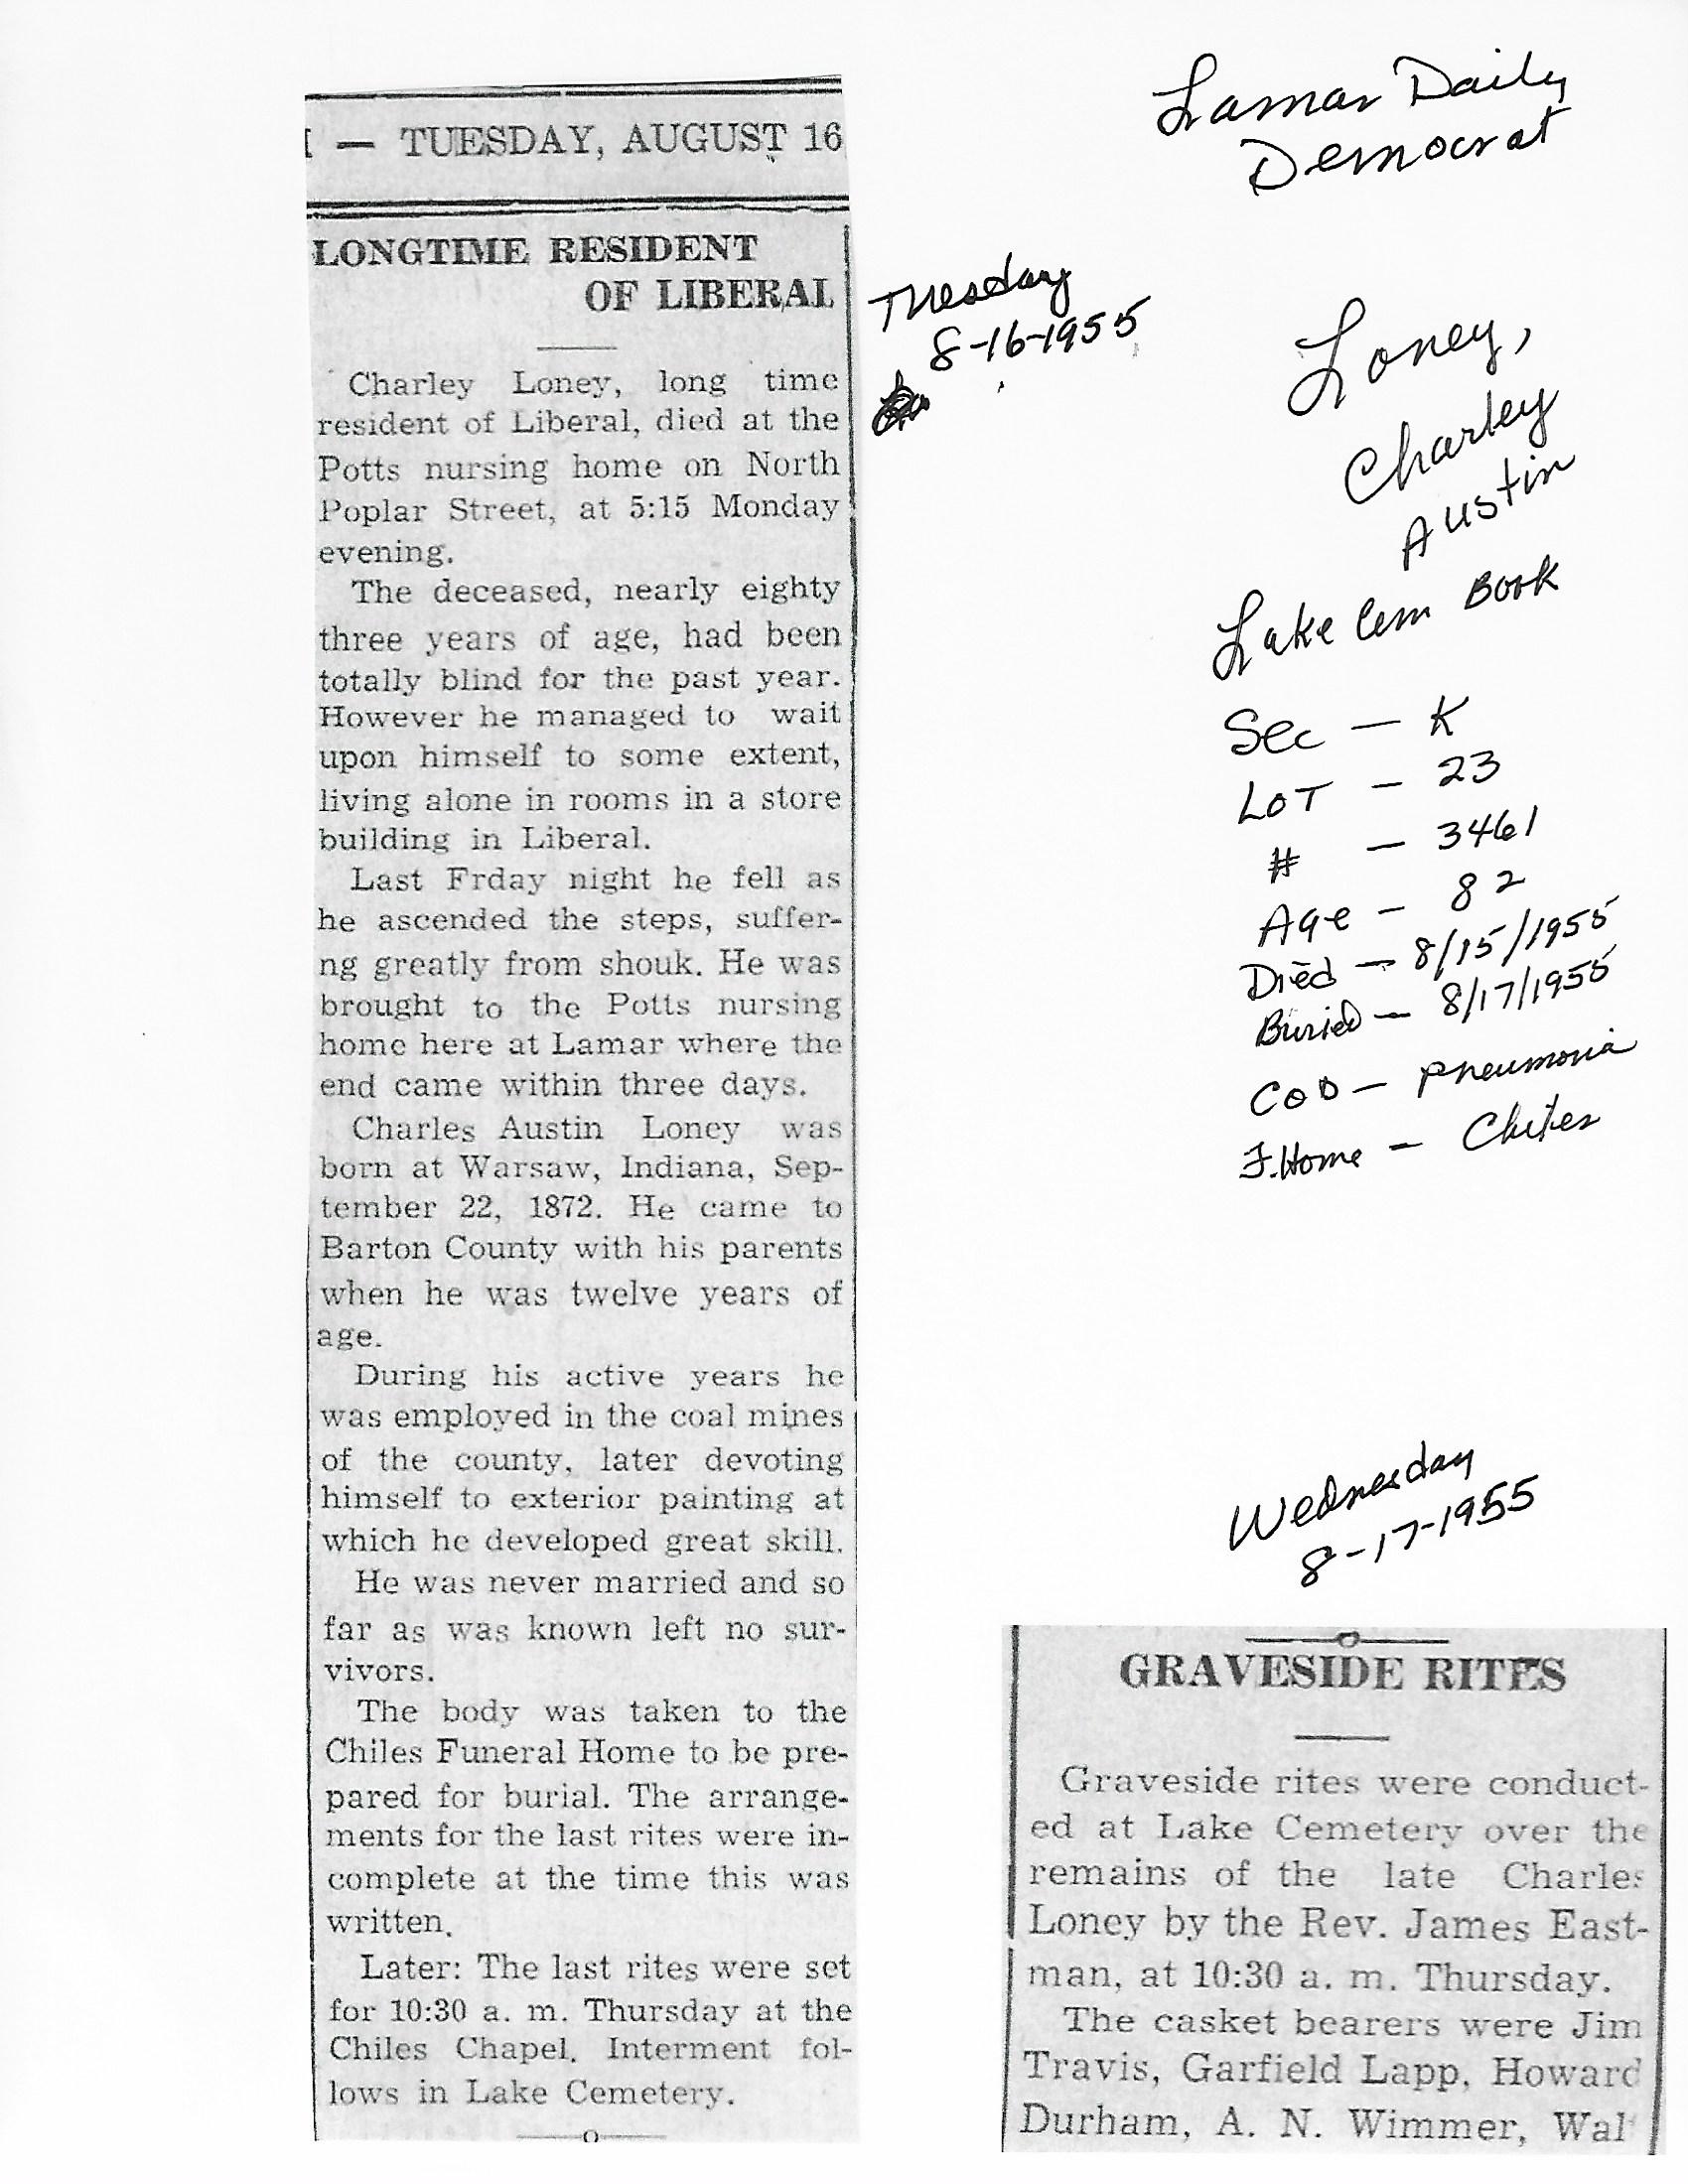 I — TUESDAY, AUGUST 16
LONGTIME RESIDENT
OF LIBERAL
Charley Loney, long time
resident of Liberal, died at the
Potts nursing home on North
Poplar Street, at 5:15 Monday
evening.
The deceased, nearly eighty
three years of age, had been
totally blind for the past year.
However he managed to wait
upon himself to some extent,
living alone in rooms in a store
building in Liberal.
Last Frday night he fell as
he ascended the steps, suffer-
ng greatly from shouk. He was
brought to the Potts nursing
home here at Lamar where the
end came within three days.
Charles Austin Loney was
born at Warsaw, Indiana, Sep-
tember 22, 1872. He came to
Barton County with his parents
when he was twelve years of
age.
During his active years he
was employed in the coal mines
of the county, later devoting
himself to exterior painting at
which he developed great skill.
He was never married and so
far as was known left no sur-
vivors.
The body was taken to the
Chiles Funeral Home to be pre-
pared for burial. The arrange-
ments for the last rites were in-
complete at the time this was
written.
Later: The last rites were set
for 10:30 a. m. Thursday at the
Chiles Chapel. Interment fol-
lows in Lake Cemetery.
Tuesday
8-16-1955
Lamar Daily
Democrat
Loney,
Charley
Austin
Lake Cem Book
Sec — K
LOT - 23
# - 3461
Age - 82
Died - 8/15/1955
Buried - 8/17/1955
COD - Pneumonia
F.Home - Chiles
Wednesday
8-17-1955
GRAVESIDE RITES
Graveside rites were conduct-
ed at Lake Cemetery over the
remains of the late Charles
Loney by the Rev. James East-
man, at 10:30 a. m. Thursday.
The casket bearers were Jim
Travis, Garfield Lapp, Howard
Durham, A. N. Wimmer, Wal